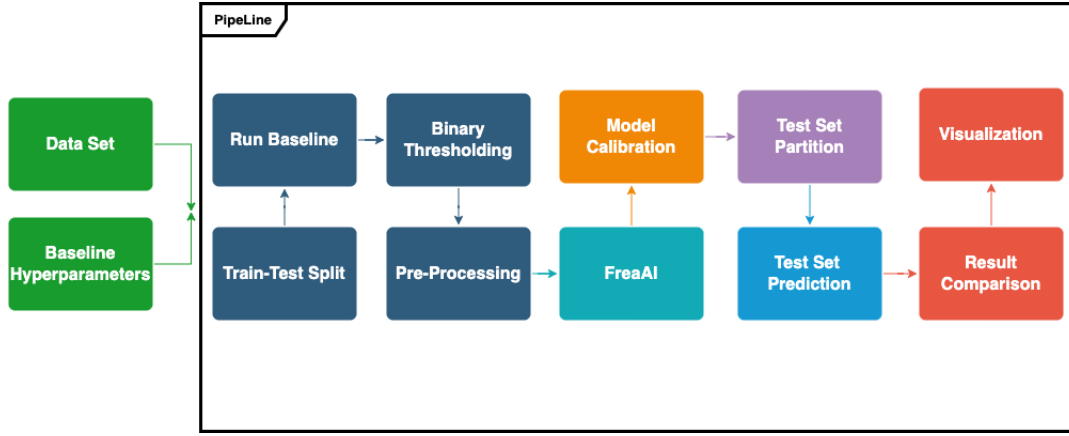 PipeLine
Data Set
Baseline
Hyperparameters
Run Baseline
Binary
Thresholding
Model
Calibration
Test Set
Partition
Visualization
Train-Test Split
Pre-Processing
FreaAI
Test Set
Prediction
Result
Comparison